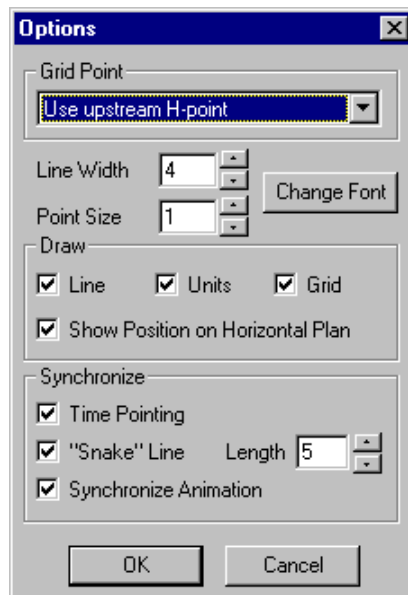 Options
Grid Point
Use upstream H-point
Line Width 4
Change Font
Point Size 1
Draw
Line Units Grid
Show Position on Horizontal Plan
Synchronize
Time Pointing
"Snake" Line Length 5
Synchronize Animation
OK Cancel